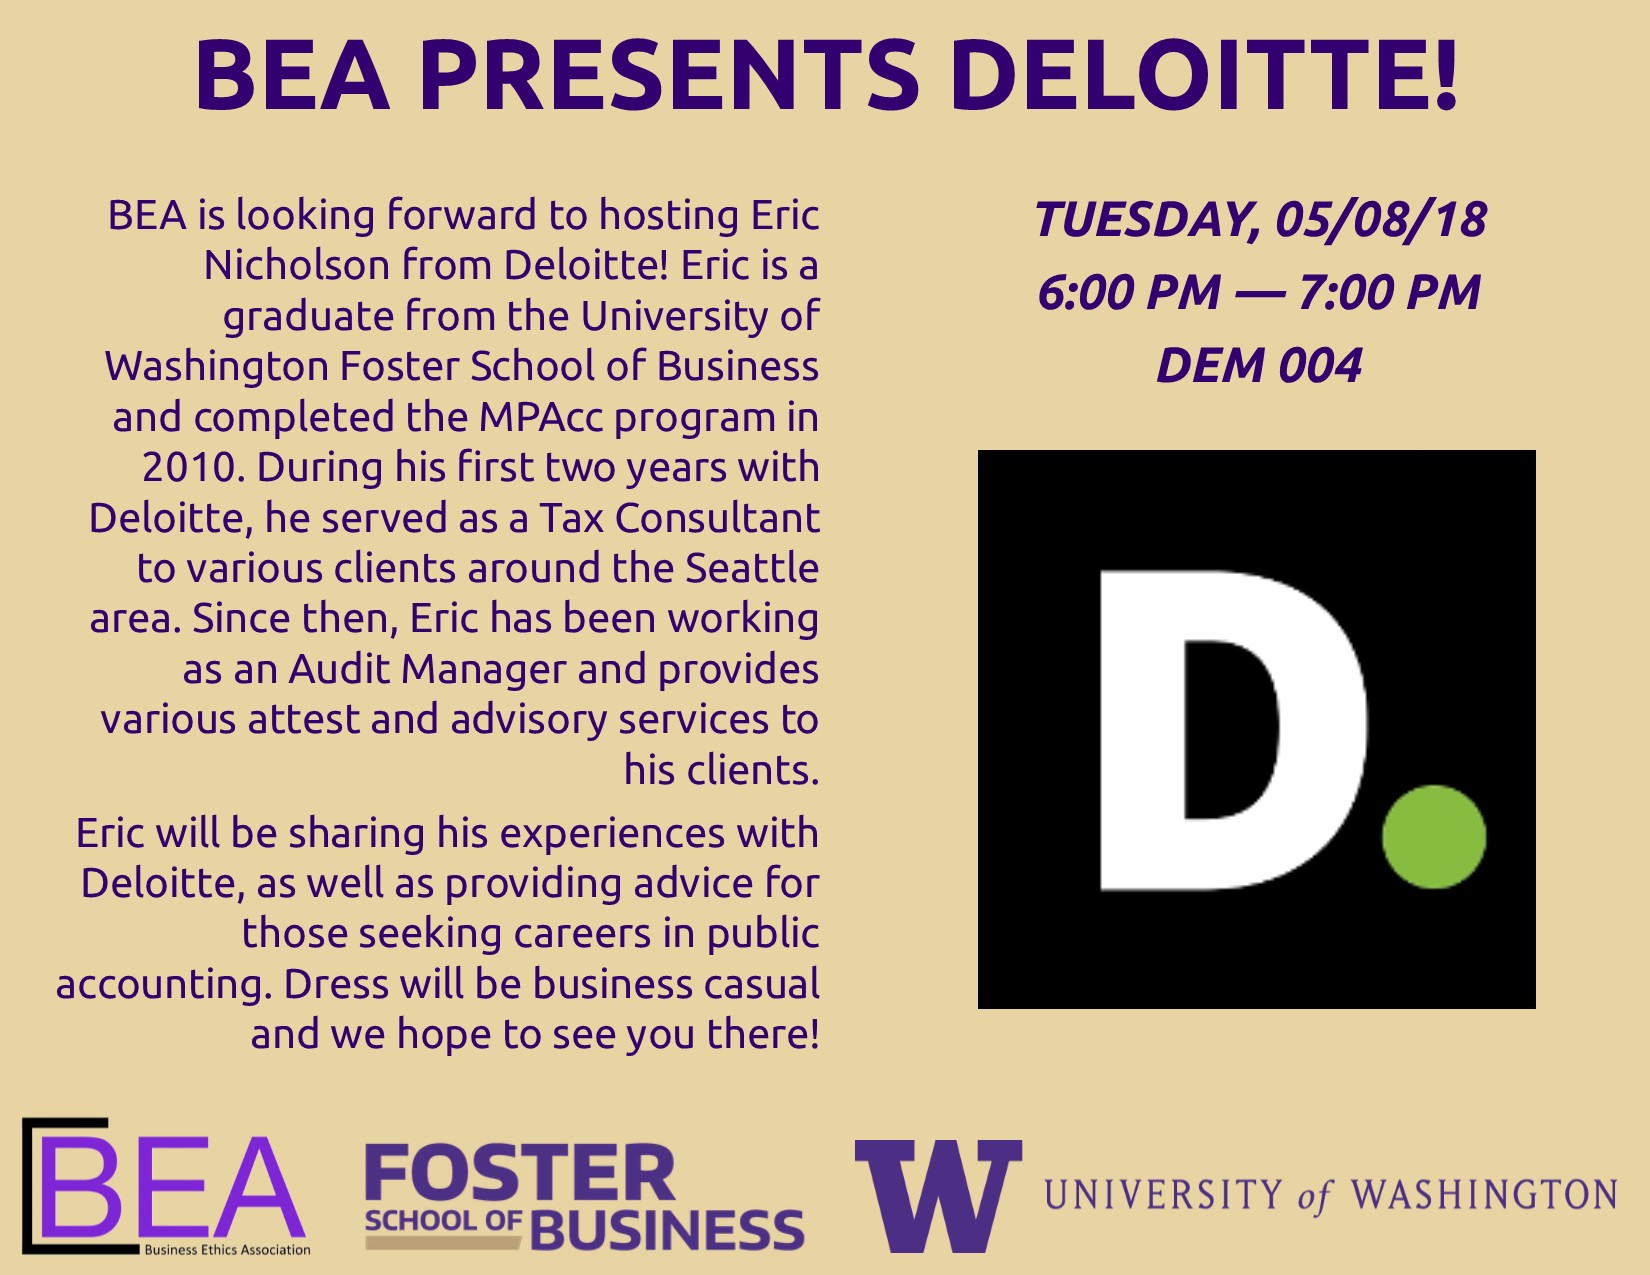 BEA PRESENTS DELOITTE!
BEA is looking forward to hosting Eric
Nicholson from Deloitte! Eric is a
graduate from the University of
Washington Foster School of Business
and completed the MPAcc program in
2010. During his first two years with
Deloitte, he served as a Tax Consultant
to various clients around the Seattle
area. Since then, Eric has been working
as an Audit Manager and provides
various attest and advisory services to
his clients.
Eric will be sharing his experiences with
Deloitte, as well as providing advice for
those seeking careers in public
accounting. Dress will be business casual
and we hope to see you there!
TUESDAY, 05/08/18
6:00 PM — 7:00 PM
DEM 004
D.
BEA
Business Ethics Association
FOSTER
SCHOOL OF BUSINESS
W UNIVERSITY of WASHINGTON